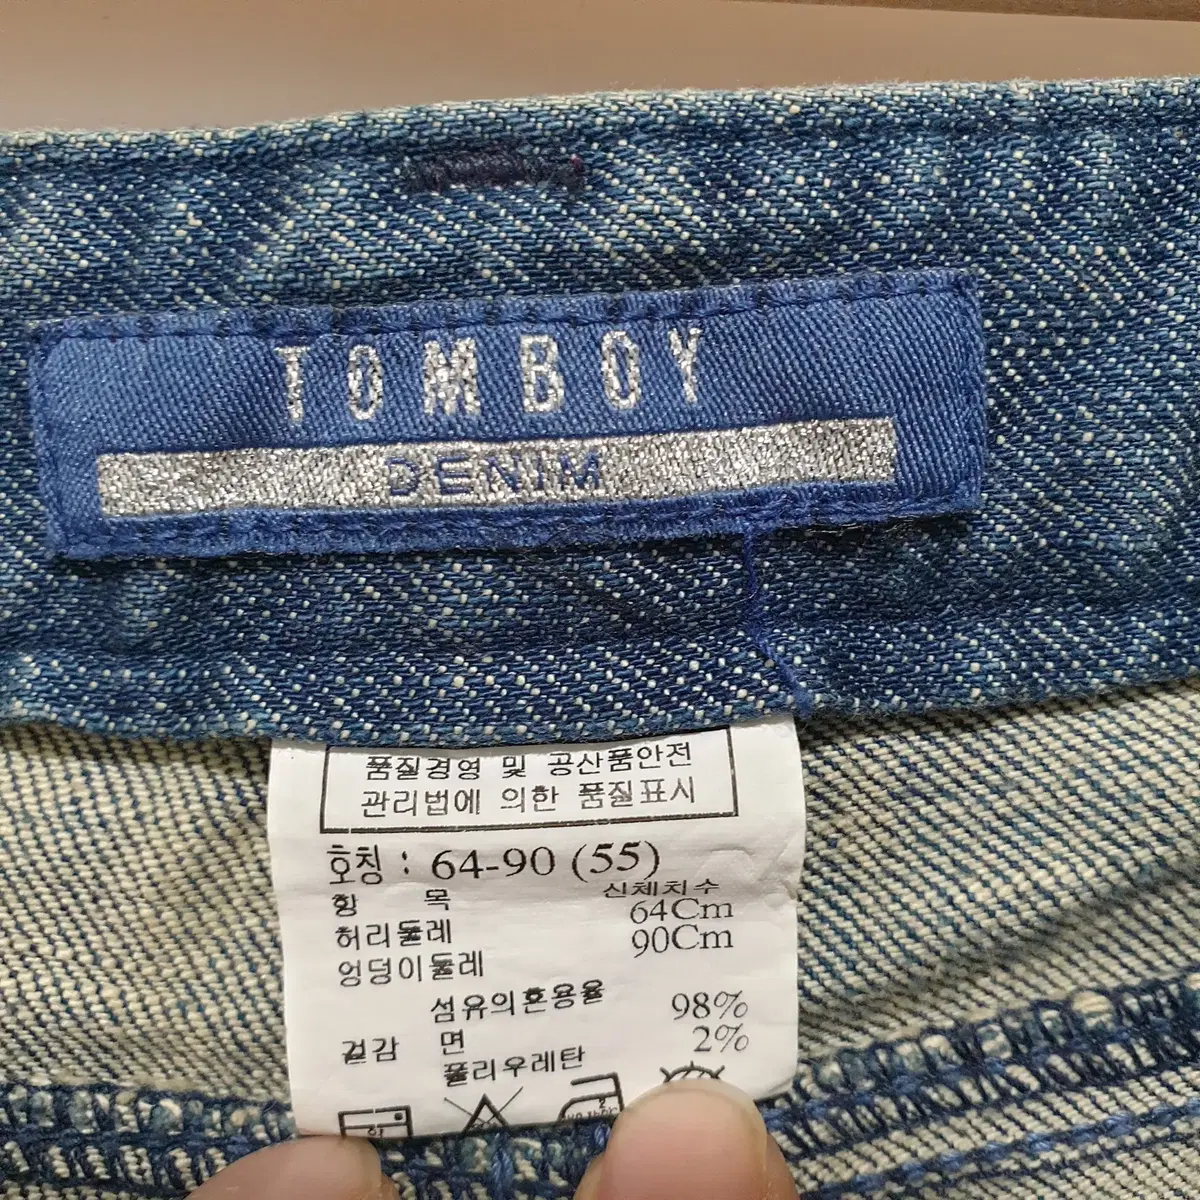 TOMBOY
DENIM
품질경영 및 공산품안전
관리법에 의한 품질표시
호칭 : 64-90 (55)
항 목 신체치수
허리둘레 64Cm
엉덩이둘레 90Cm
섬유의혼용율
겉감 면 98%
폴리우레탄 2%
약